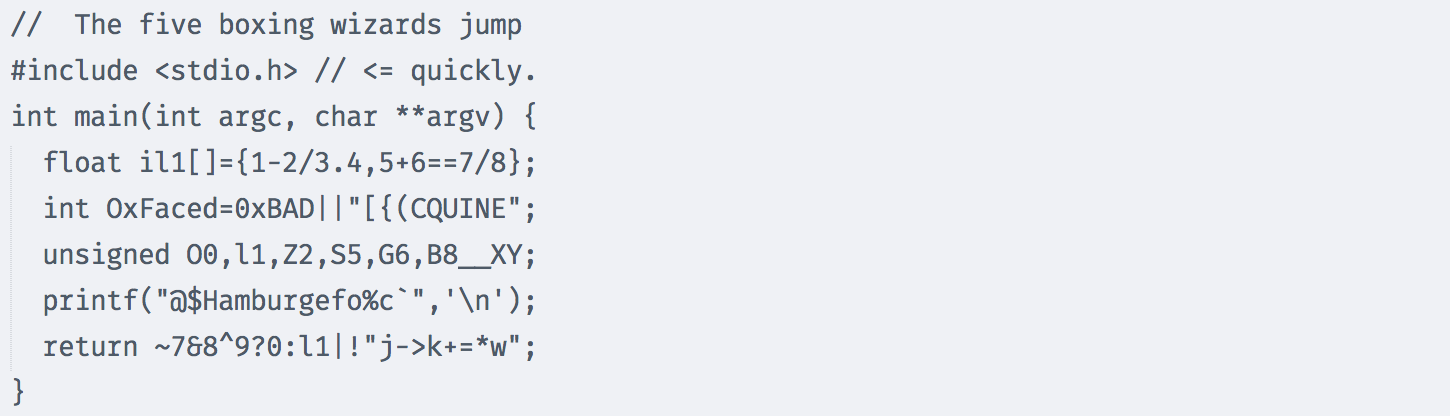 //  The five boxing wizards jump
#include <stdio.h> // <= quickly.
int main(int argc, char **argv) {
  float il1[]={1-2/3.4,5+6==7/8};
  int OxFaced=0xBAD||"[{(CQUINE";
  unsigned O0,l1,Z2,S5,G6,B8__XY;
  printf("@$Hamburgefo%c`",'\n');
  return ~7&8^9?0:l1|!"j->k+=*w";
}